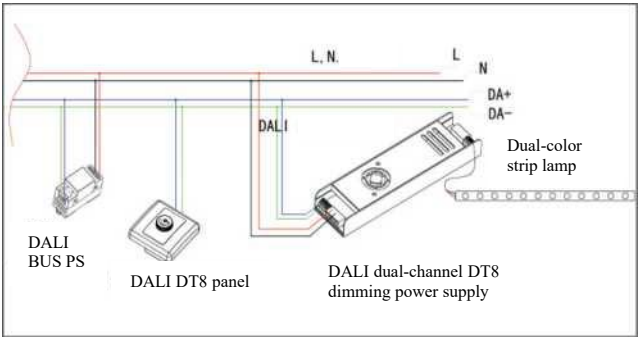 L, N.
L
N
DA+
DA-
DALI
Dual-color
strip lamp
DALI
BUS PS
DALI DT8 panel
DALI dual-channel DT8
dimming power supply